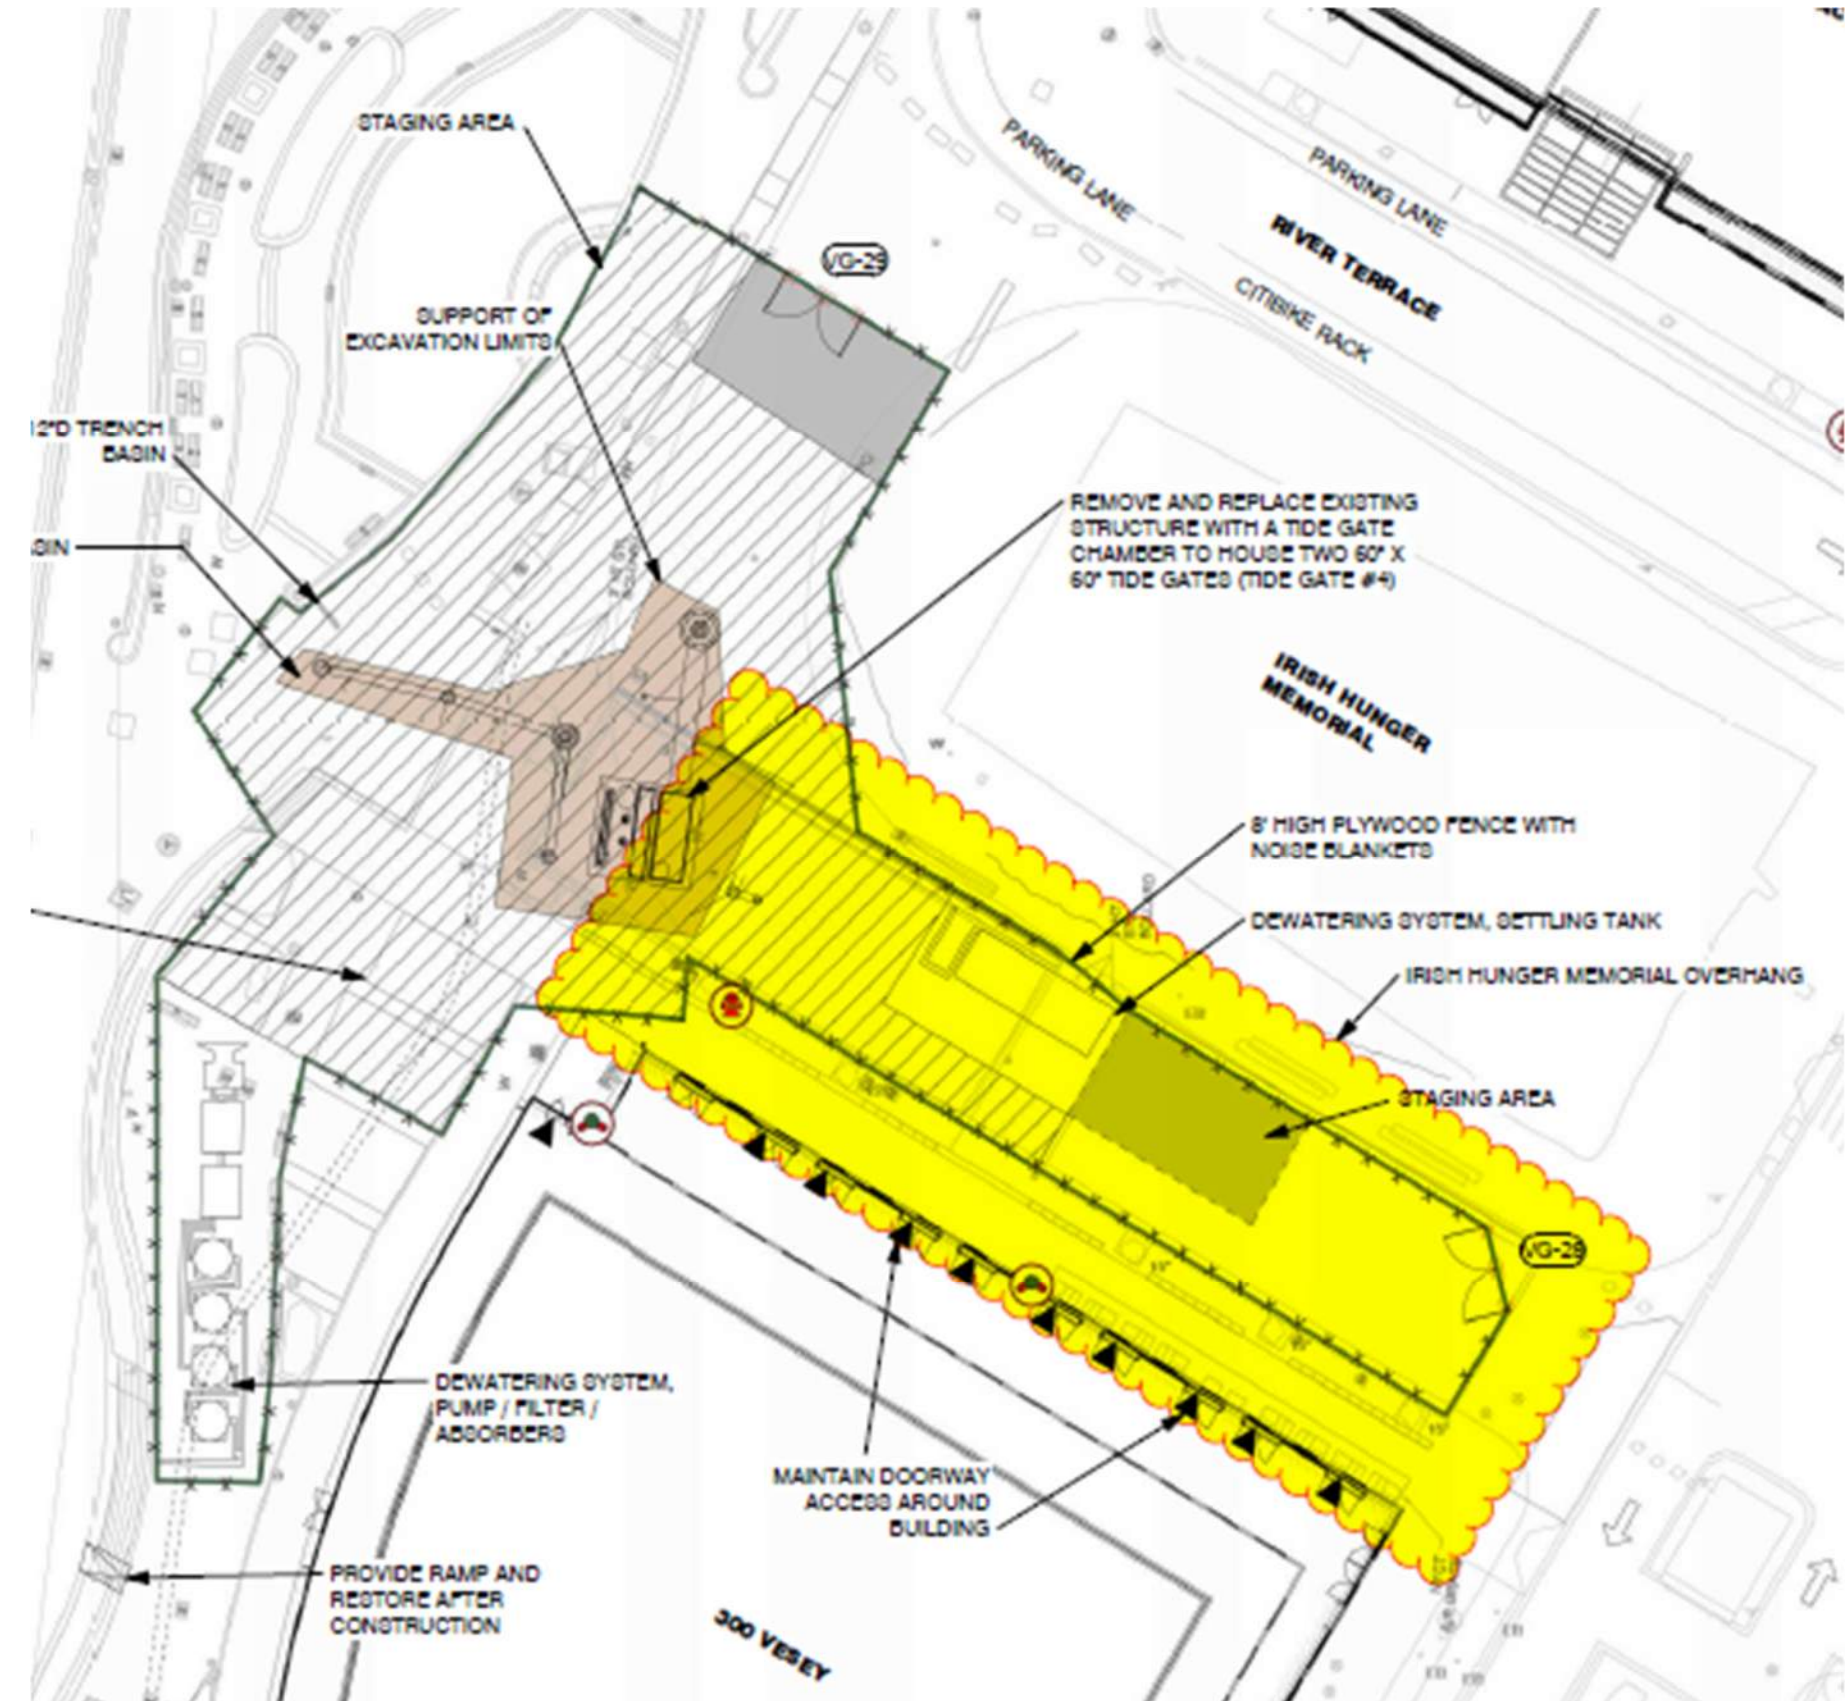 STAGING AREA
VG-29
PARKING LANE
PARKING LANE
RIVER TERRACE
CITIBIKE RACK
SUPPORT OF
EXCAVATION LIMITS
12"D TRENCH
BASIN
REMOVE AND REPLACE EXISTING
STRUCTURE WITH A TIDE GATE
CHAMBER TO HOUSE TWO 60" X
60" TIDE GATES (TIDE GATE #4)
IRISH HUNGER
MEMORIAL
8' HIGH PLYWOOD FENCE WITH
NOISE BLANKETS
DEWATERING SYSTEM, SETTLING TANK
IRISH HUNGER MEMORIAL OVERHANG
STAGING AREA
DEWATERING SYSTEM,
PUMP / FILTER /
ABSORBERS
MAINTAIN DOORWAY
ACCESS AROUND
BUILDING
PROVIDE RAMP AND
RESTORE AFTER
CONSTRUCTION
300 VESEY